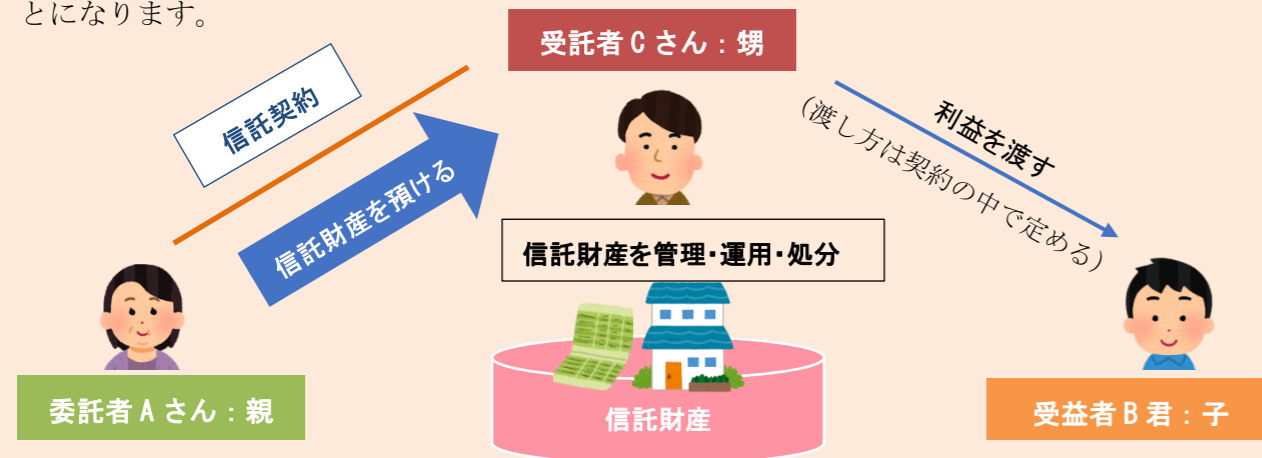 とになります。
受託者Cさん：甥
信託契約
信託財産を預ける
利益を渡す
（渡し方は契約の中で定める）
信託財産を管理・運用・処分
委託者Aさん：親
信託財産
受益者B君：子